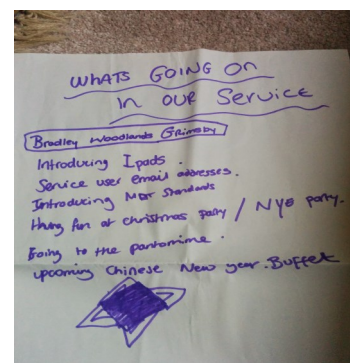 WHATS GOING ON
IN OUR SERVICE
Bradley Woodlands Grimsby
Introducing Ipads .
Service user email addresses.
Introducing MDT Standards
Having fun at christmas party / NYE party.
Going to the pantomime .
upcoming Chinese New year . Buffet